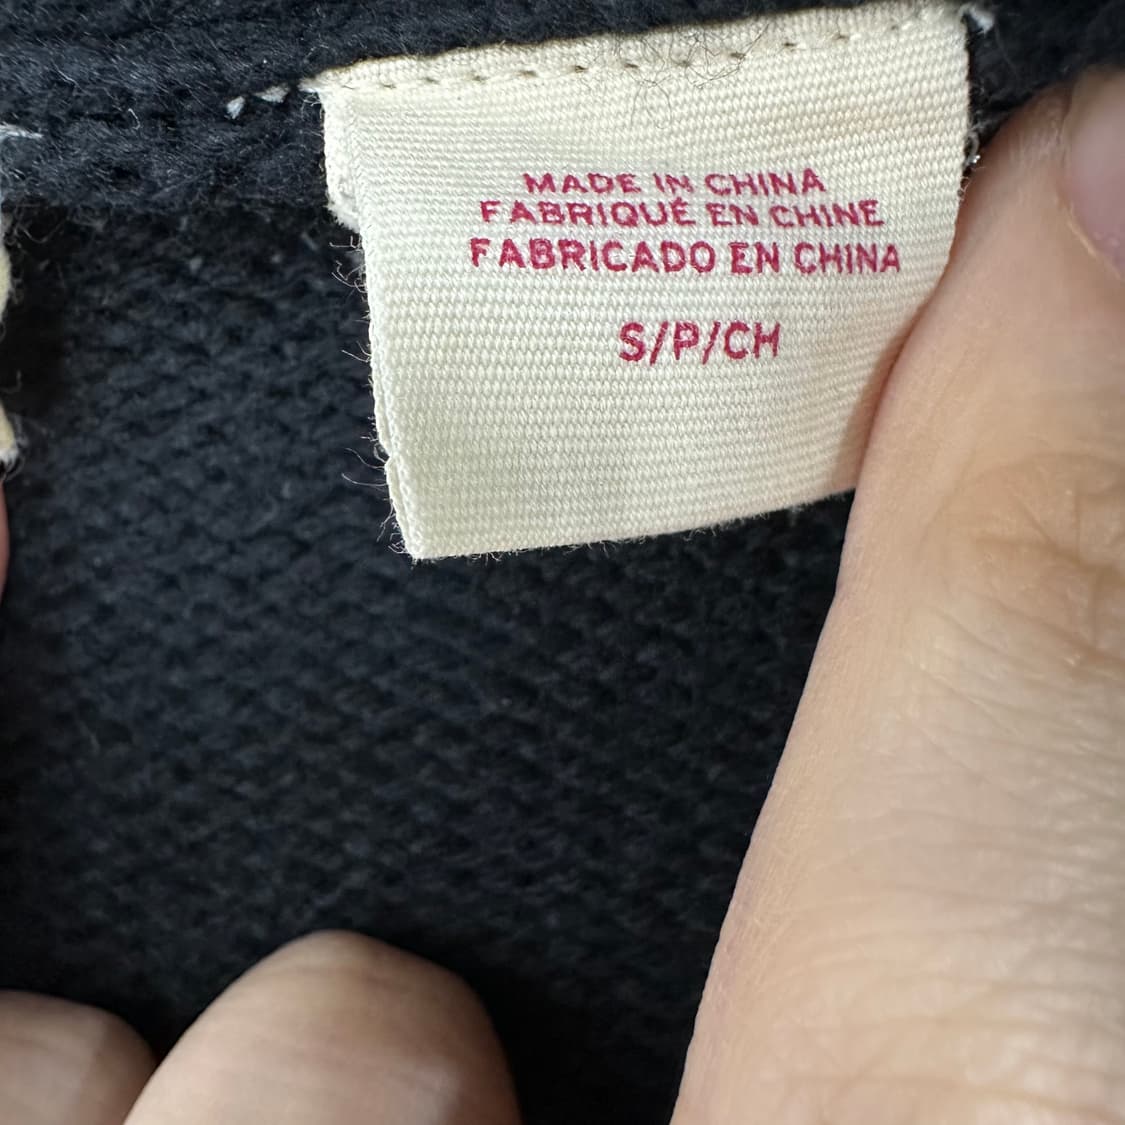 MADE IN CHINA
FABRIQUÉ EN CHINE
FABRICADO EN CHINA
S/P/CH